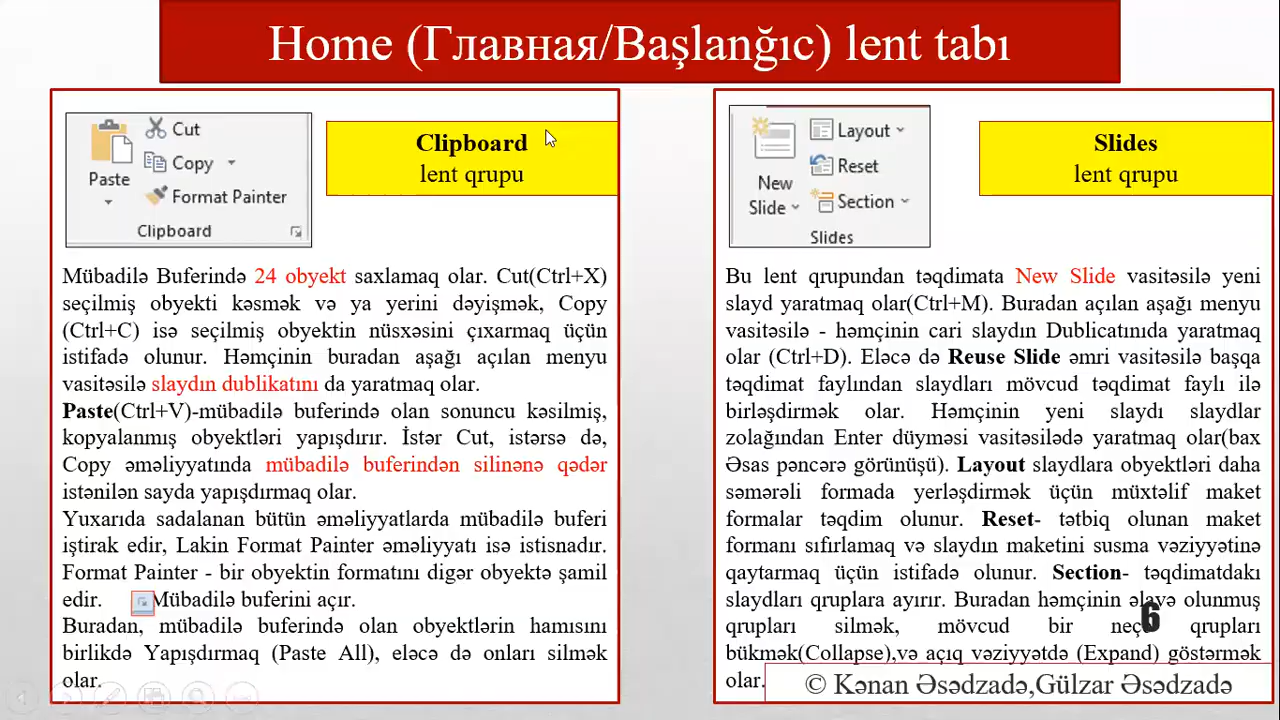 Home (Главная/Başlanğıc) lent tabı
Cut
Copy
Paste
Format Painter
Clipboard
Clipboard
lent qrupu
Mübadilə Buferində 24 obyekt saxlamaq olar. Cut(Ctrl+X)
seçilmiş obyekti kəsmək və ya yerini dəyişmək, Copy
(Ctrl+C) isə seçilmiş obyektin nüsxəsini çıxarmaq üçün
istifadə olunur. Həmçinin buradan aşağı açılan menyu
vasitəsilə slaydın dublikatını da yaratmaq olar.
Paste(Ctrl+V)-mübadilə buferində olan sonuncu kəsilmiş,
kopyalanmış obyektləri yapışdırır. İstər Cut, istərsə də,
Copy əməliyyatında mübadilə buferindən silinənə qədər
istənilən sayda yapışdırmaq olar.
Yuxarıda sadalanan bütün əməliyyatlarda mübadilə buferi
iştirak edir, Lakin Format Painter əməliyyatı isə istisnadır.
Format Painter - bir obyektin formatını digər obyektə şamil
edir. Mübadilə buferini açır.
Buradan, mübadilə buferində olan obyektlərin hamısını
birlikdə Yapışdırmaq (Paste All), eləcə də onları silmək
olar.
New
Slide
Layout
Reset
Section
Slides
Slides
lent qrupu
Bu lent qrupundan təqdimata New Slide vasitəsilə yeni
slayd yaratmaq olar(Ctrl+M). Buradan açılan aşağı menyu
vasitəsilə - həmçinin cari slaydın Dublicatınıda yaratmaq
olar (Ctrl+D). Eləcə də Reuse Slide əmri vasitəsilə başqa
təqdimat faylından slaydları mövcud təqdimat faylı ilə
birləşdirmək olar. Həmçinin yeni slaydı slaydlar
zolağından Enter düyməsi vasitəsilədə yaratmaq olar(bax
Əsas pəncərə görünüşü). Layout slaydlara obyektləri daha
səmərəli formada yerləşdirmək üçün müxtəlif maket
formalar təqdim olunur. Reset- tətbiq olunan maket
formanı sıfırlamaq və slaydın maketini susma vəziyyətinə
qaytarmaq üçün istifadə olunur. Section- təqdimatdakı
slaydları qruplara ayırır. Buradan həmçinin əlavə olunmuş
qrupları silmək, mövcud bir neçə qrupları
bükmək(Collapse),və açıq vəziyyətdə (Expand) göstərmək
olar.
6
© Kənan Əsədzadə,Gülzar Əsədzadə